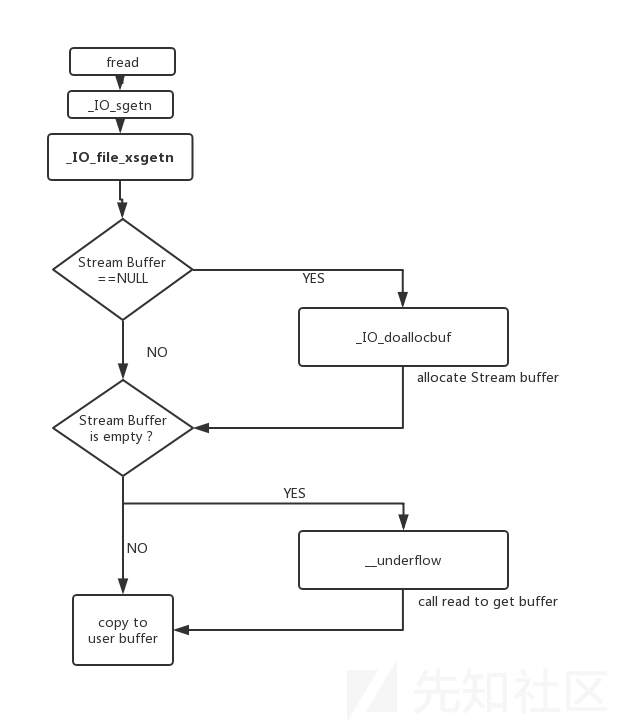 fread
_IO_sgetn
_IO_file_xsgetn
Stream Buffer
==NULL
YES
_IO_doallocbuf
allocate Stream buffer
NO
Stream Buffer
is empty ?
YES
__underflow
call read to get buffer
NO
copy to
user buffer
先知社区